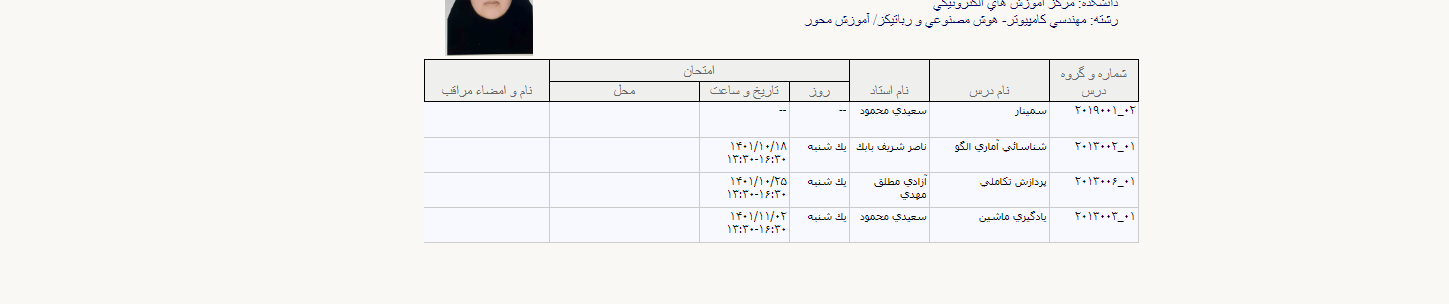 دانشکده: مرکز آموزش هاي الکترونيکي
رشته: مهندسي کامپيوتر- هوش مصنوعي و رباتيکز/ آموزش محور
شماره و گروه درس نام درس نام استاد امتحان نام و امضاء مراقب
روز تاريخ و ساعت محل
۲۰۱۹۰۰۱_۰۲ سمينار سعيدي محمود -- --
۲۰۱۳۰۰۲_۰۱ شناسائي آماري الگو ناصر شريف بابك يك شنبه ۱۴۰۱/۱۰/۱۸
۱۳:۳۰-۱۶:۳۰
۲۰۱۳۰۰۶_۰۱ پردازش تکاملي آزادي مطلق يك شنبه ۱۴۰۱/۱۰/۲۵
مهدي ۱۳:۳۰-۱۶:۳۰
۲۰۱۳۰۰۳_۰۱ يادگيري ماشين سعيدي محمود يك شنبه ۱۴۰۱/۱۱/۰۲
۱۳:۳۰-۱۶:۳۰